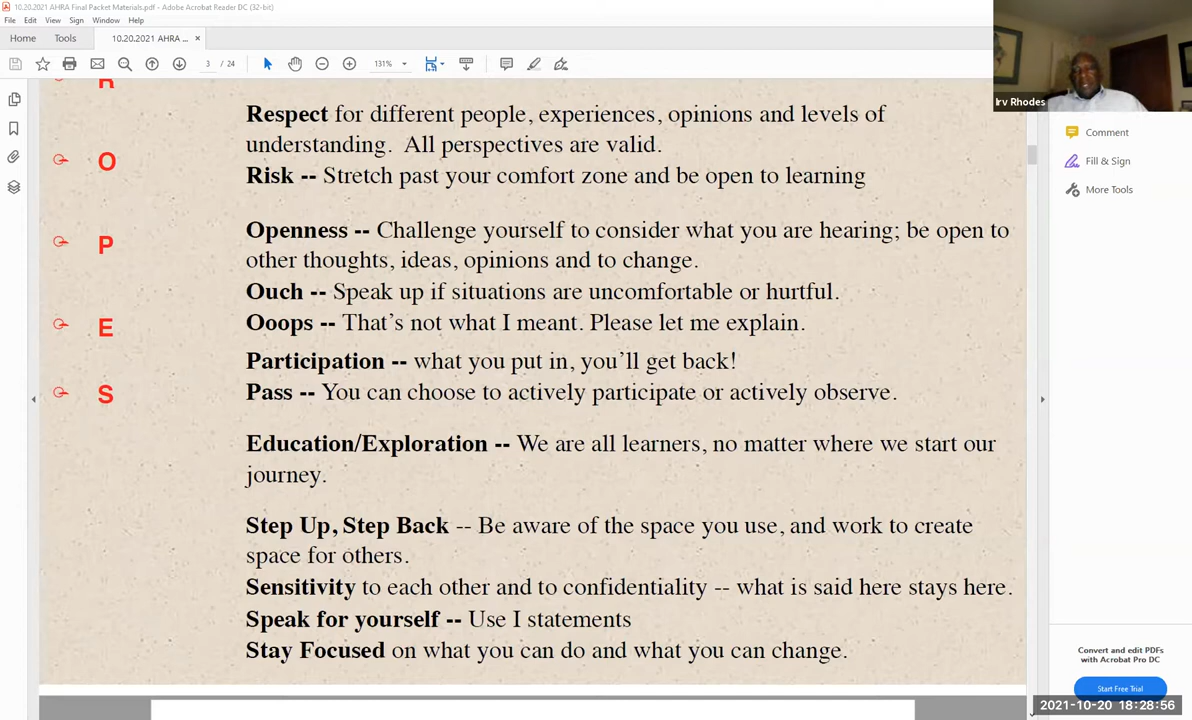 10.20.2021 AHRA Final Packet Materials.pdf - Adobe Acrobat Reader DC (32-bit)
File Edit View Sign Window Help
Home Tools 10.20.2021 AHRA ... ×
3 / 24 131%
Irv Rhodes
R
Respect for different people, experiences, opinions and levels of
understanding. All perspectives are valid.
O
Risk -- Stretch past your comfort zone and be open to learning
Openness -- Challenge yourself to consider what you are hearing; be open to
P
other thoughts, ideas, opinions and to change.
Ouch -- Speak up if situations are uncomfortable or hurtful.
E
Ooops -- That's not what I meant. Please let me explain.
Participation -- what you put in, you'll get back!
S
Pass -- You can choose to actively participate or actively observe.
Education/Exploration -- We are all learners, no matter where we start our
journey.
Step Up, Step Back -- Be aware of the space you use, and work to create
space for others.
Sensitivity to each other and to confidentiality -- what is said here stays here.
Speak for yourself -- Use I statements
Stay Focused on what you can do and what you can change.
Comment
Fill & Sign
More Tools
Convert and edit PDFs
with Acrobat Pro DC
Start Free Trial
2021-10-20 18:28:56